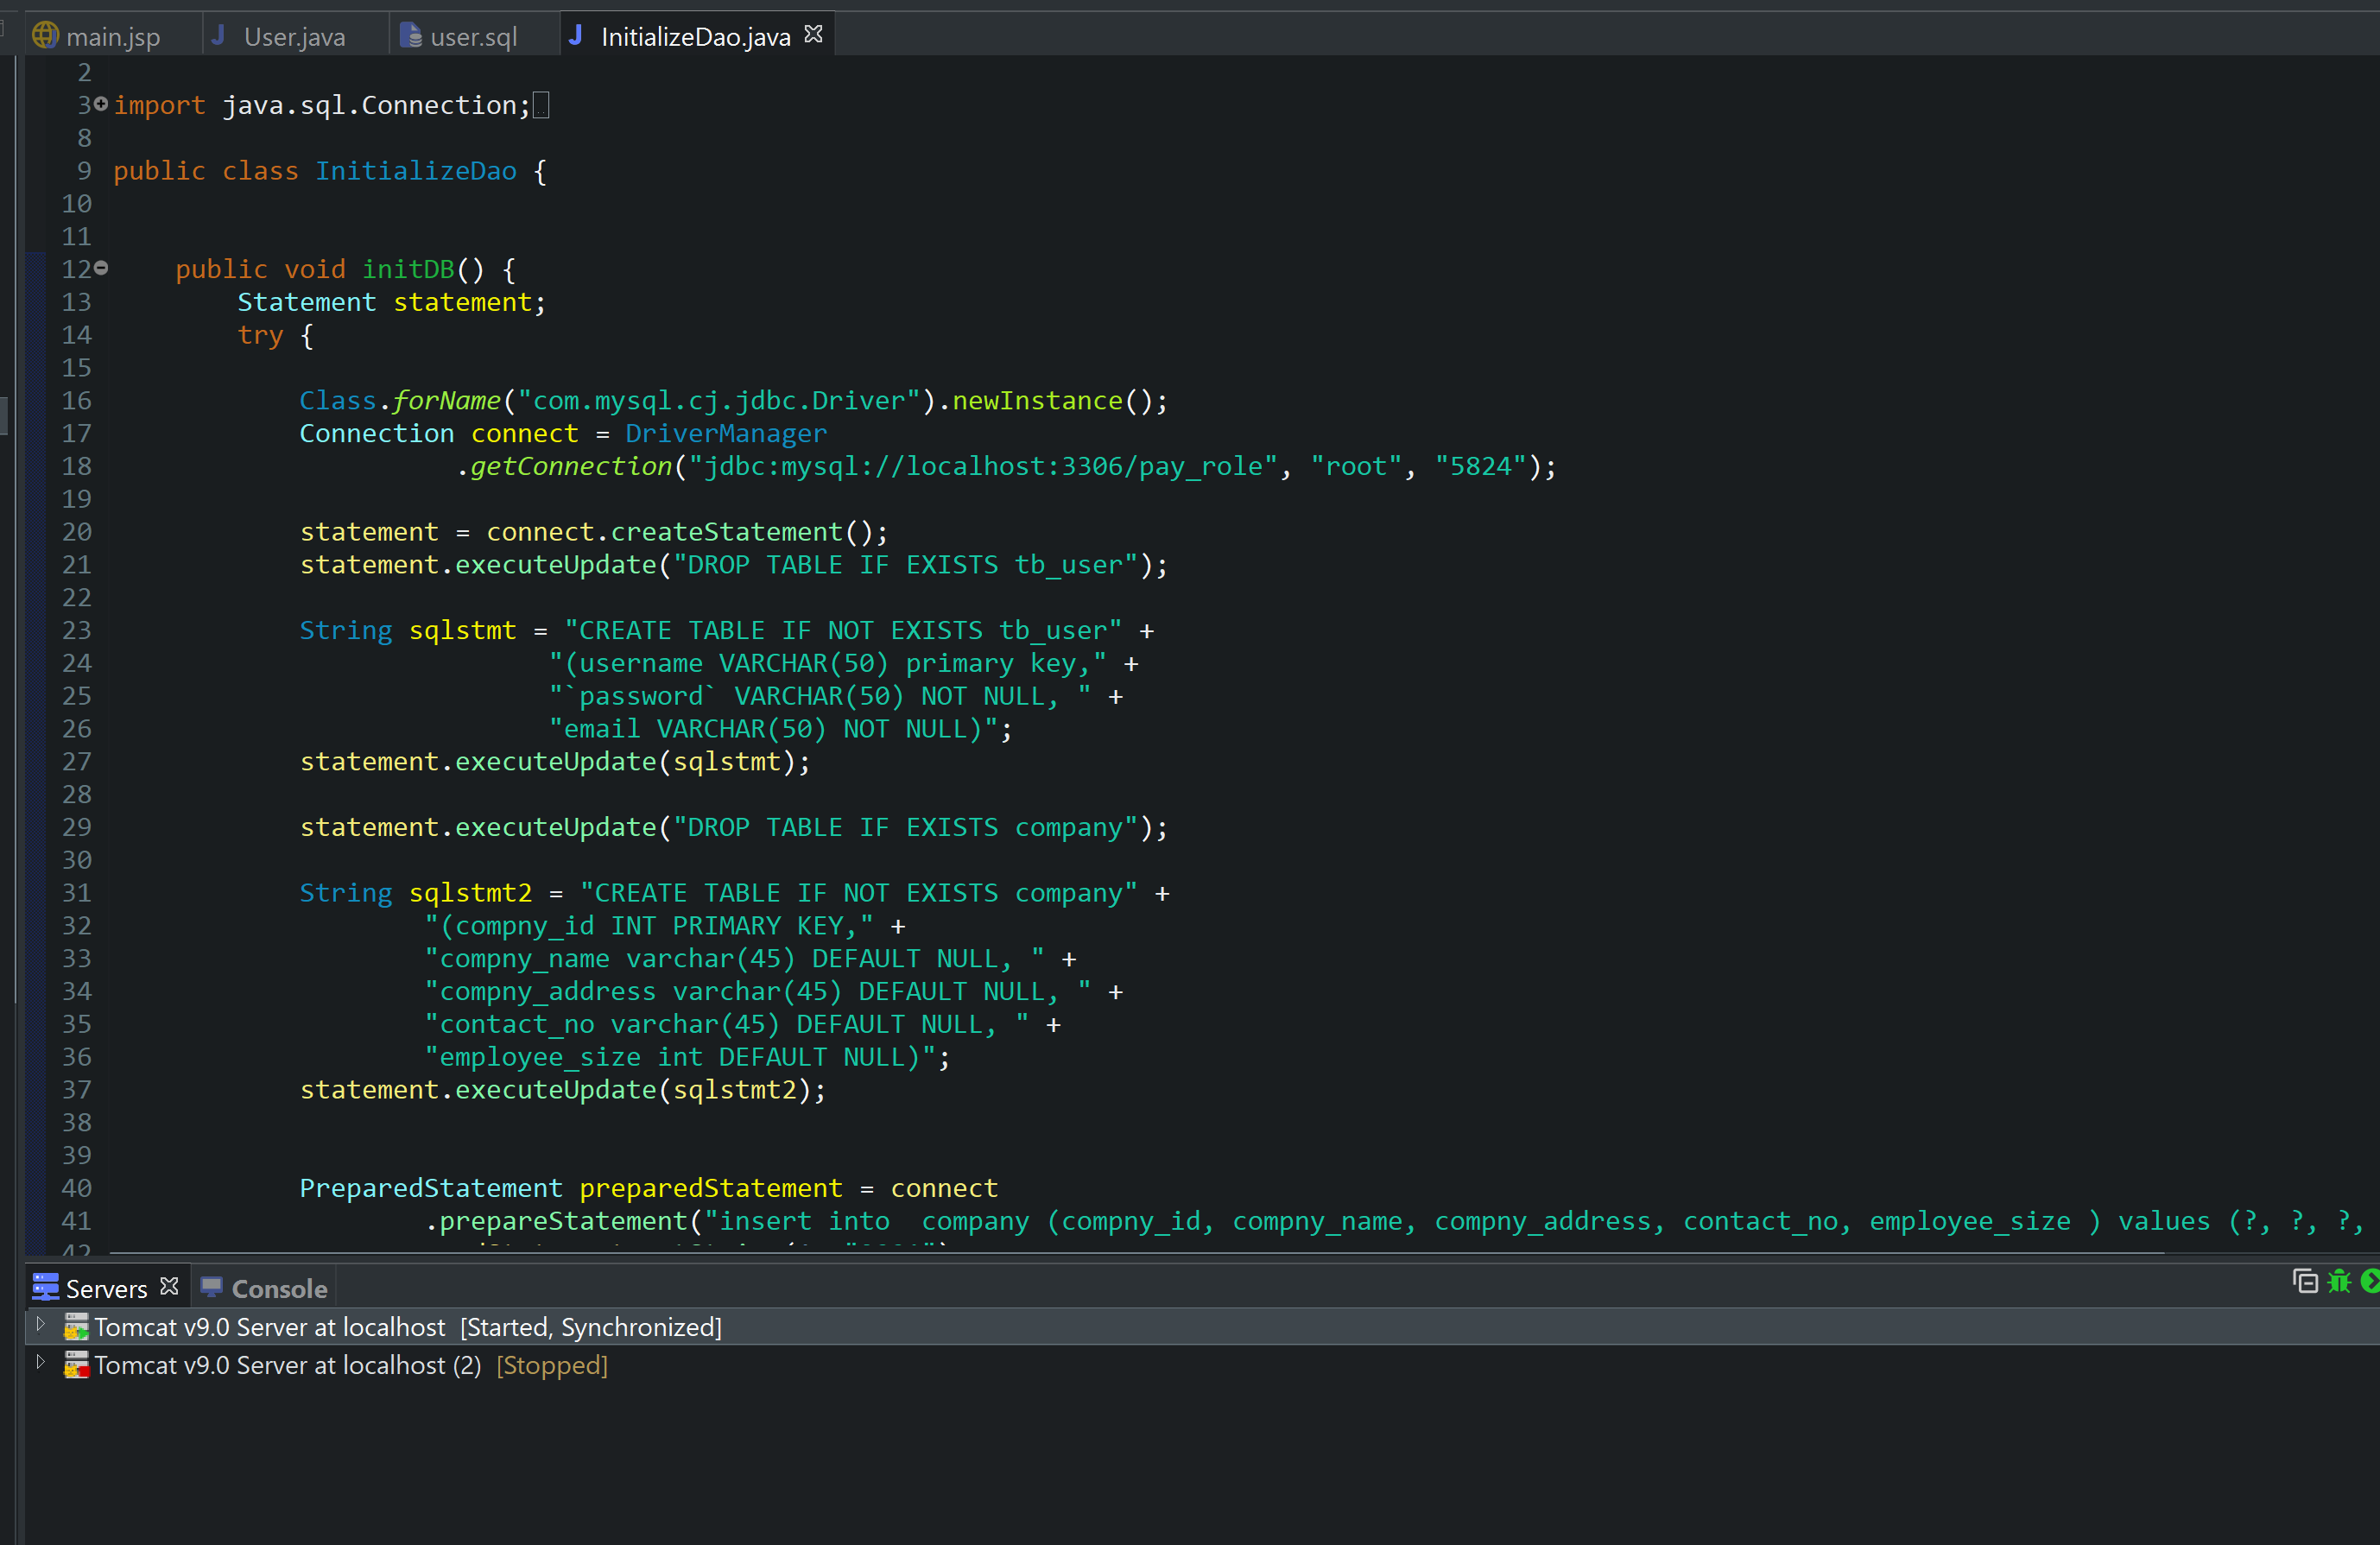 main.jsp User.java user.sql InitializeDao.java
2
3 import java.sql.Connection;
8
9 public class InitializeDao {
10
11
12 public void initDB() {
13 Statement statement;
14 try {
15
16 Class.forName("com.mysql.cj.jdbc.Driver").newInstance();
17 Connection connect = DriverManager
18 .getConnection("jdbc:mysql://localhost:3306/pay_role", "root", "5824");
19
20 statement = connect.createStatement();
21 statement.executeUpdate("DROP TABLE IF EXISTS tb_user");
22
23 String sqlstmt = "CREATE TABLE IF NOT EXISTS tb_user" +
24 "(username VARCHAR(50) primary key," +
25 "`password` VARCHAR(50) NOT NULL, " +
26 "email VARCHAR(50) NOT NULL)";
27 statement.executeUpdate(sqlstmt);
28
29 statement.executeUpdate("DROP TABLE IF EXISTS company");
30
31 String sqlstmt2 = "CREATE TABLE IF NOT EXISTS company" +
32 "(compny_id INT PRIMARY KEY," +
33 "compny_name varchar(45) DEFAULT NULL, " +
34 "compny_address varchar(45) DEFAULT NULL, " +
35 "contact_no varchar(45) DEFAULT NULL, " +
36 "employee_size int DEFAULT NULL)";
37 statement.executeUpdate(sqlstmt2);
38
39
40 PreparedStatement preparedStatement = connect
41 .prepareStatement("insert into  company (compny_id, compny_name, compny_address, contact_no, employee_size ) values (?, ?, ?,
42
Servers Console
Tomcat v9.0 Server at localhost [Started, Synchronized]
Tomcat v9.0 Server at localhost (2) [Stopped]